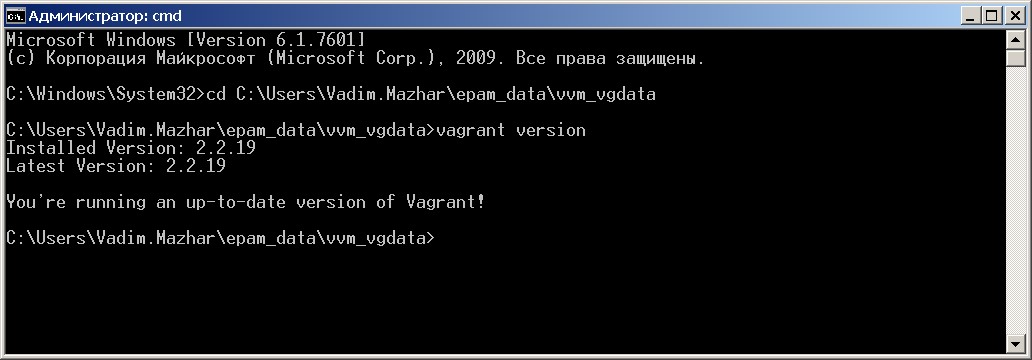 Администратор: cmd
Microsoft Windows [Version 6.1.7601]
(c) Корпорация Майкрософт (Microsoft Corp.), 2009. Все права защищены.
C:\Windows\System32>cd C:\Users\Vadim.Mazhar\epam_data\vvm_vgdata
C:\Users\Vadim.Mazhar\epam_data\vvm_vgdata>vagrant version
Installed Version: 2.2.19
Latest Version: 2.2.19
You're running an up-to-date version of Vagrant!
C:\Users\Vadim.Mazhar\epam_data\vvm_vgdata>